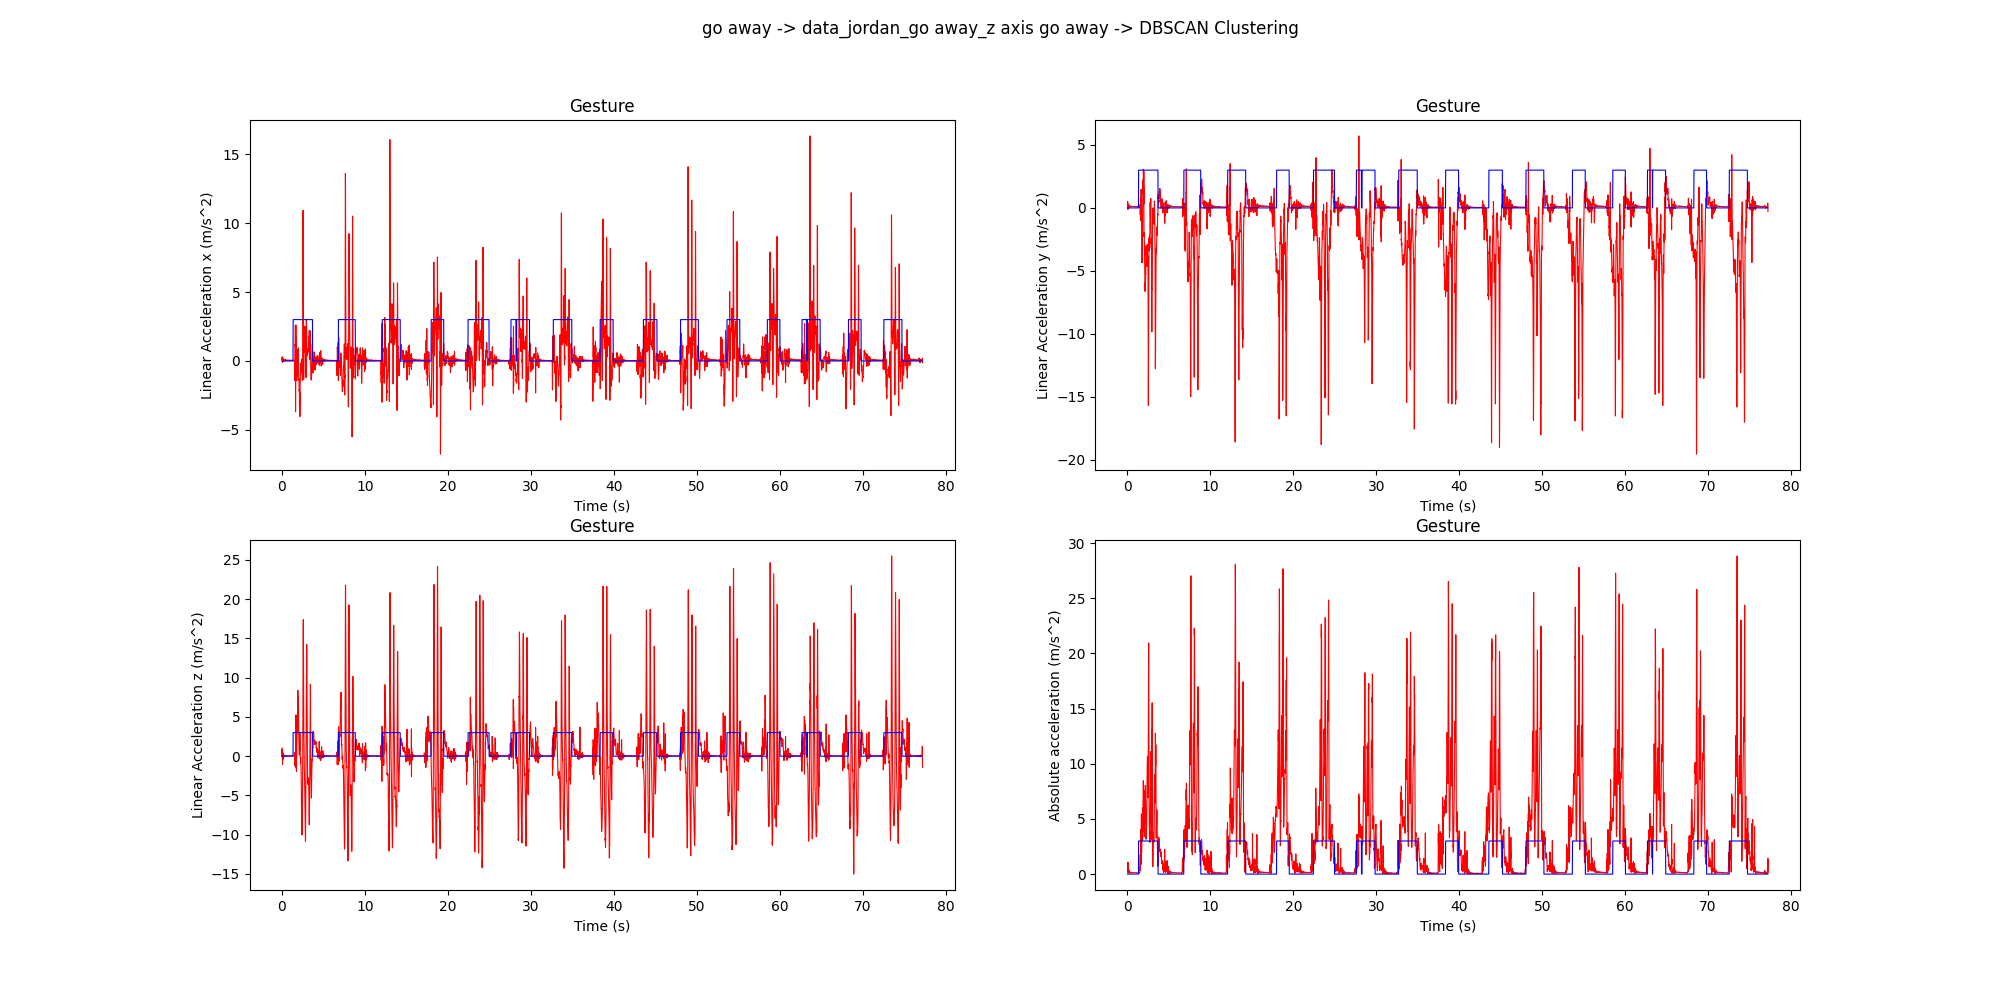 go away -> data_jordan_go away_z axis go away -> DBSCAN Clustering
Gesture
Linear Acceleration x (m/s^2)
15
10
5
0
−5
0 10 20 30 40 50 60 70 80
Time (s)
Gesture
Linear Acceleration y (m/s^2)
5
0
−5
−10
−15
−20
0 10 20 30 40 50 60 70 80
Time (s)
Gesture
Linear Acceleration z (m/s^2)
25
20
15
10
5
0
−5
−10
−15
0 10 20 30 40 50 60 70 80
Time (s)
Gesture
Absolute acceleration (m/s^2)
30
25
20
15
10
5
0
0 10 20 30 40 50 60 70 80
Time (s)